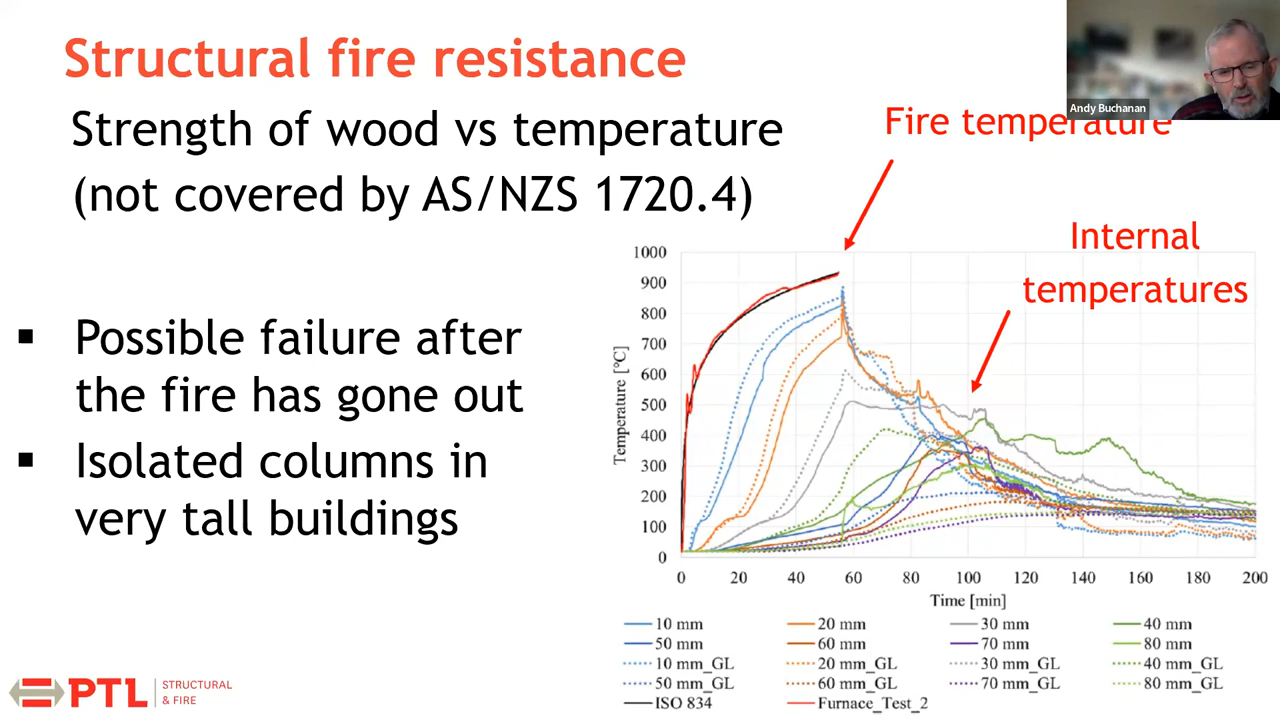 Structural fire resistance
Strength of wood vs temperature
(not covered by AS/NZS 1720.4)
▪ Possible failure after
the fire has gone out
▪ Isolated columns in
very tall buildings
Andy Buchanan
Fire temperature
Internal
temperatures
Temperature [°C]
1000
900
800
700
600
500
400
300
200
100
0
0 20 40 60 80 100 120 140 160 180 200
Time [min]
10 mm 20 mm 30 mm 40 mm
50 mm 60 mm 70 mm 80 mm
10 mm_GL 20 mm_GL 30 mm_GL 40 mm_GL
50 mm_GL 60 mm_GL 70 mm_GL 80 mm_GL
ISO 834 Furnace_Test_2
PTL
STRUCTURAL
& FIRE